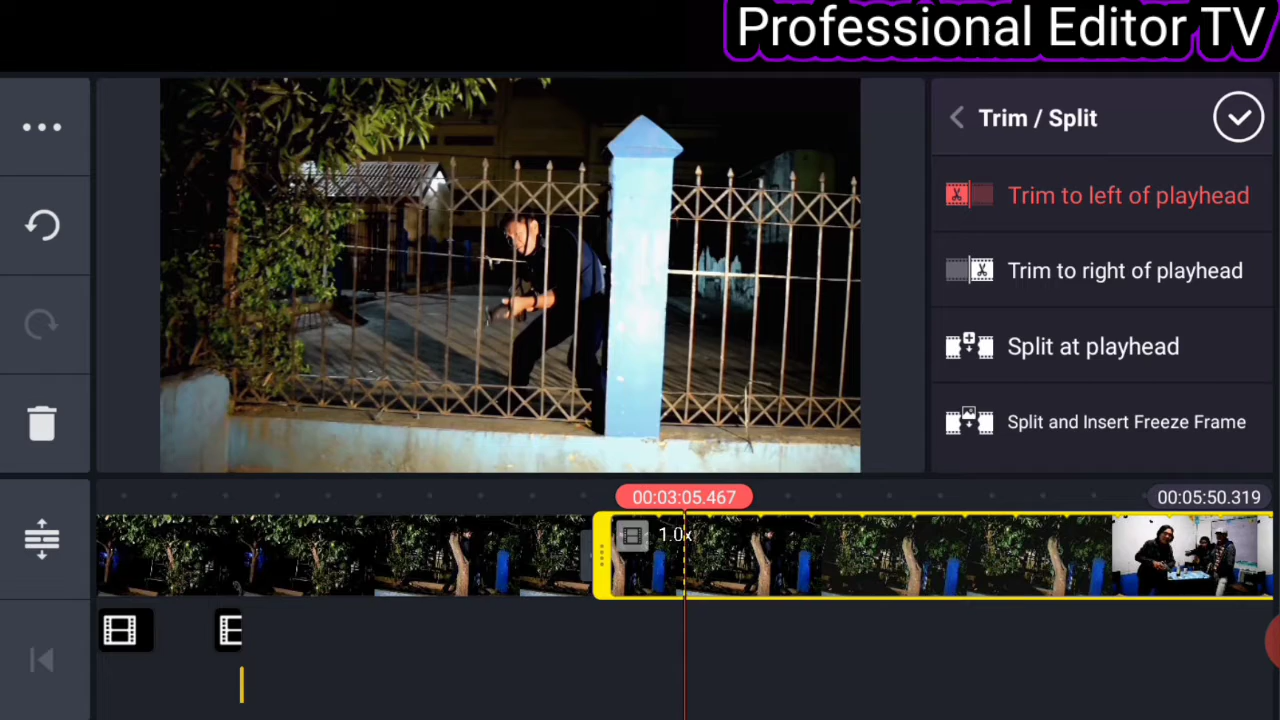 Professional Editor TV
Trim / Split
Trim to left of playhead
Trim to right of playhead
Split at playhead
Split and Insert Freeze Frame
00:03:05.467
00:05:50.319
1.0x